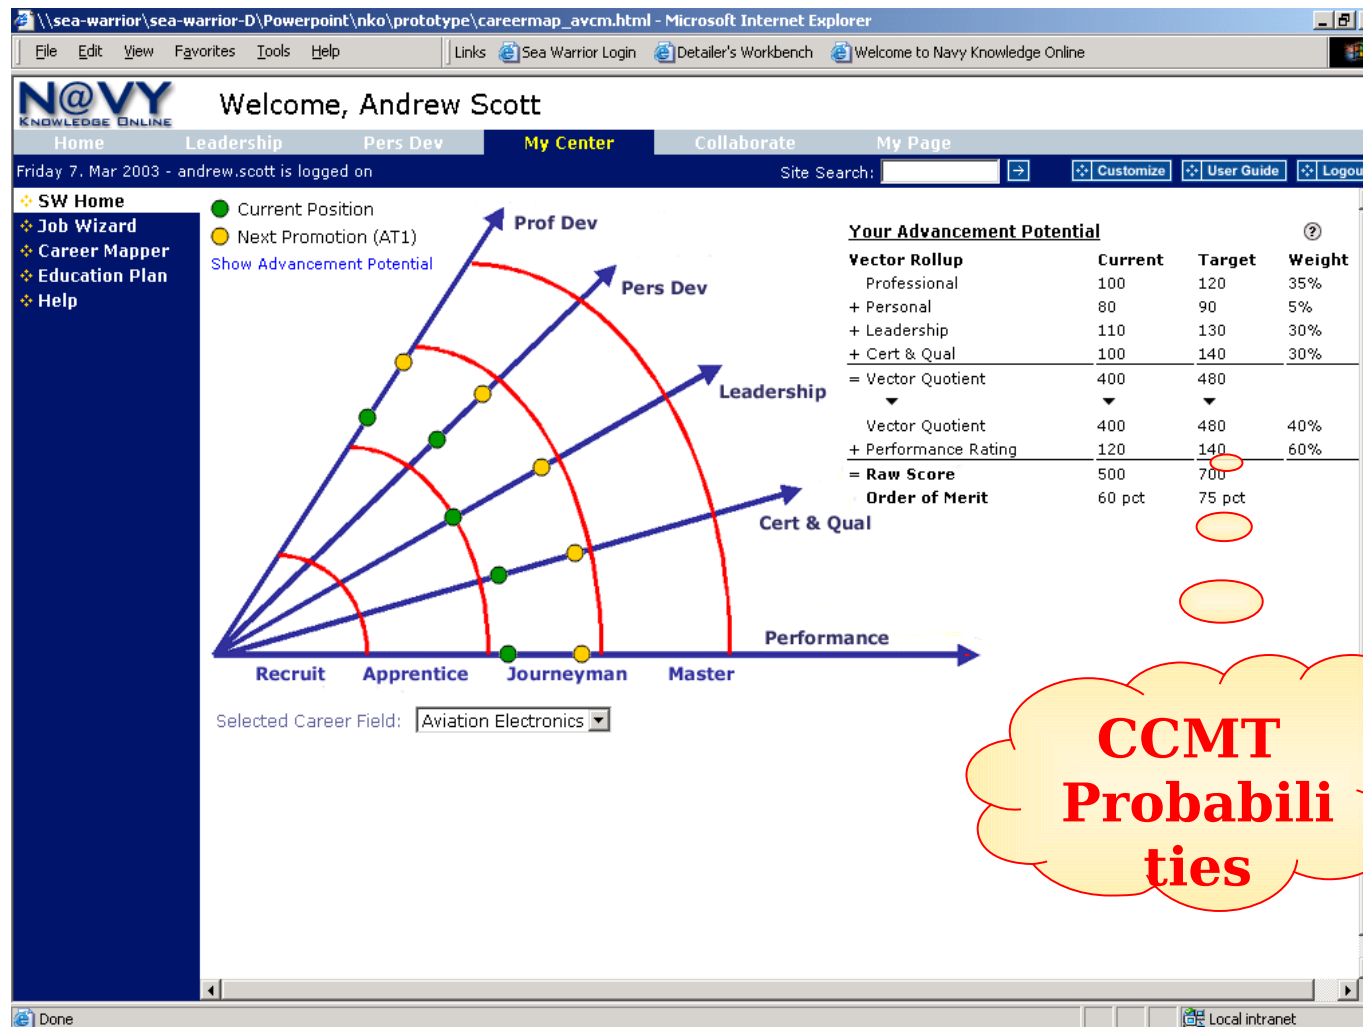 \\sea-warrior\sea-warrior-D\Powerpoint\nko\prototype\careermap_avcm.html - Microsoft Internet Explorer
File Edit View Favorites Tools Help Links Sea Warrior Login Detailer's Workbench Welcome to Navy Knowledge Online
N@VY
KNOWLEDGE ONLINE
Welcome, Andrew Scott
Home Leadership Pers Dev My Center Collaborate My Page
Friday 7. Mar 2003 - andrew.scott is logged on Site Search: Customize User Guide Logou
SW Home
Job Wizard
Career Mapper
Education Plan
Help
Current Position
Next Promotion (AT1)
Show Advancement Potential
Prof Dev
Pers Dev
Leadership
Cert & Qual
Performance
Recruit Apprentice Journeyman Master
Selected Career Field: Aviation Electronics
Your Advancement Potential ?
Vector Rollup Current Target Weight
Professional 100 120 35%
+ Personal 80 90 5%
+ Leadership 110 130 30%
+ Cert & Qual 100 140 30%
= Vector Quotient 400 480
Vector Quotient 400 480 40%
+ Performance Rating 120 140 60%
= Raw Score 500 700
Order of Merit 60 pct 75 pct
CCMT
Probabili
ties
Done Local intranet